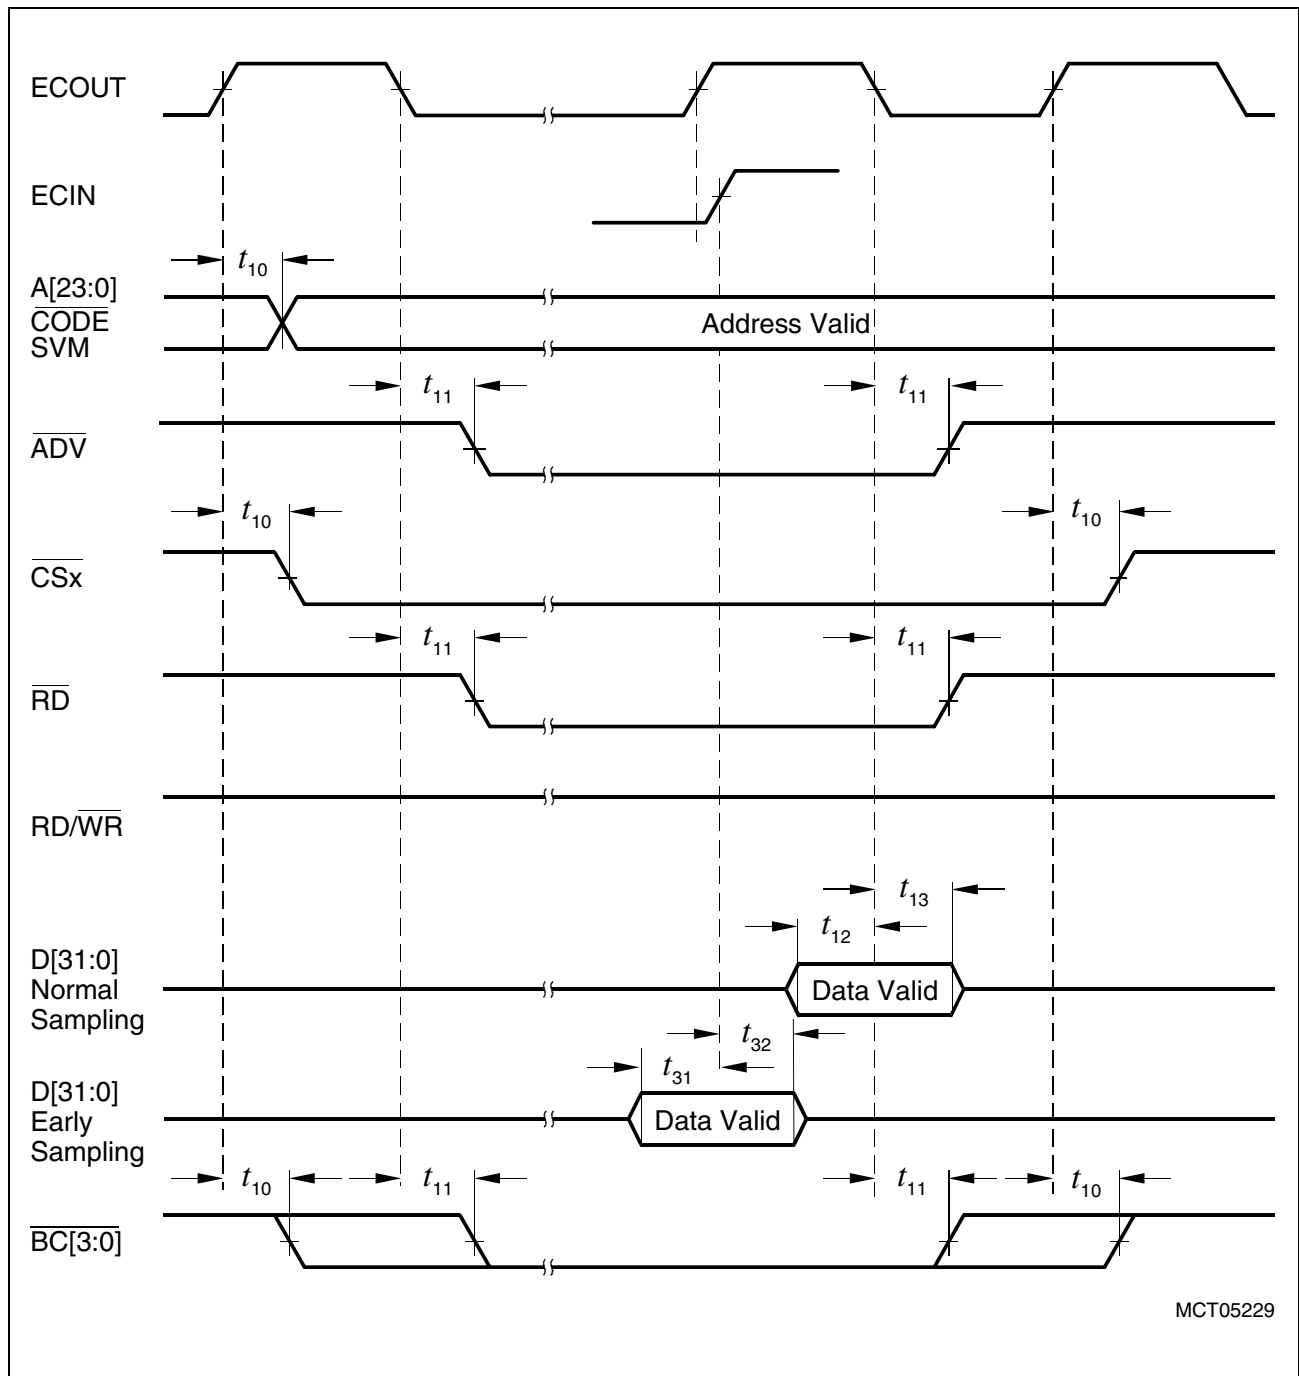 ECOUT
ECIN
t10
A[23:0]
CODE
SVM
Address Valid
t11 t11
ADV
t10 t10
CSx
t11 t11
RD
RD/WR
t13
t12
D[31:0]
Normal
Sampling
Data Valid
t32
t31
D[31:0]
Early
Sampling
Data Valid
t10 t11 t11 t10
BC[3:0]
MCT05229